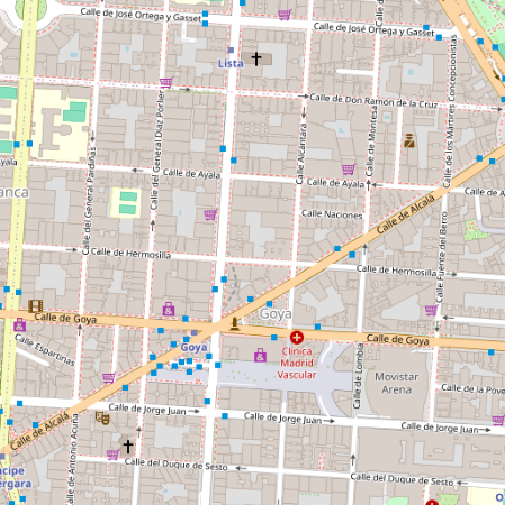 Calle de José Ortega y Gasset
Calle de José Ortega y Gasset
Lista
Calle de Don Ramón de la Cruz
Calle de los Mártires Concepcionistas
Calle de Montesa
Calle Alcántara
Calle del General Díaz Porlier
Calle del General Pardiñas
Ayala
Calle de Ayala
Calle de Ayala
Calle de A
anca
Calle Naciones
Calle de Alcalá
Calle Fuente del Berro
Calle de Hermosilla
Calle de Hermosilla
Goya
Calle de Goya
Calle de Goya
Goya
Clínica
Madrid
Vascular
Calle Espartinas
Calle de Lombía
Movistar
Arena
Calle de la Pove
Calle de Jorge Juan
Calle de Jorge Juan
Calle de Jorge Juan
Calle de Alcalá
Calle de Antonio Acuña
Calle del Duque de Sesto
Calle del Duque de Sesto
ncipe
ergara
O